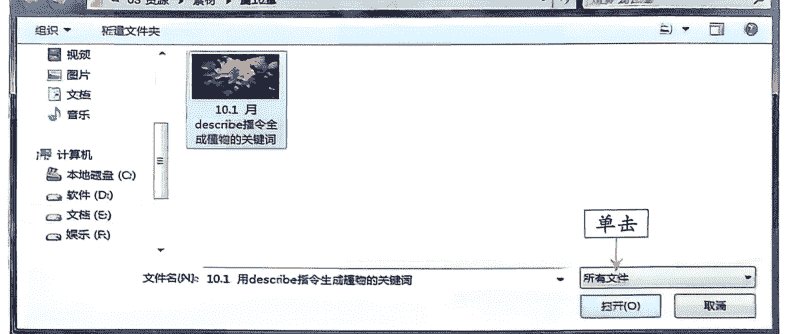 组织
新建文件夹
视频
图片
文档
音乐
计算机
本地磁盘 (C:)
软件 (D:)
文档 (E:)
娱乐 (F:)
10.1 用
describe指令生
成植物的关键词
单击
文件名(N): 10.1 用describe指令生成植物的关键词
所有文件
打开(O)
取消